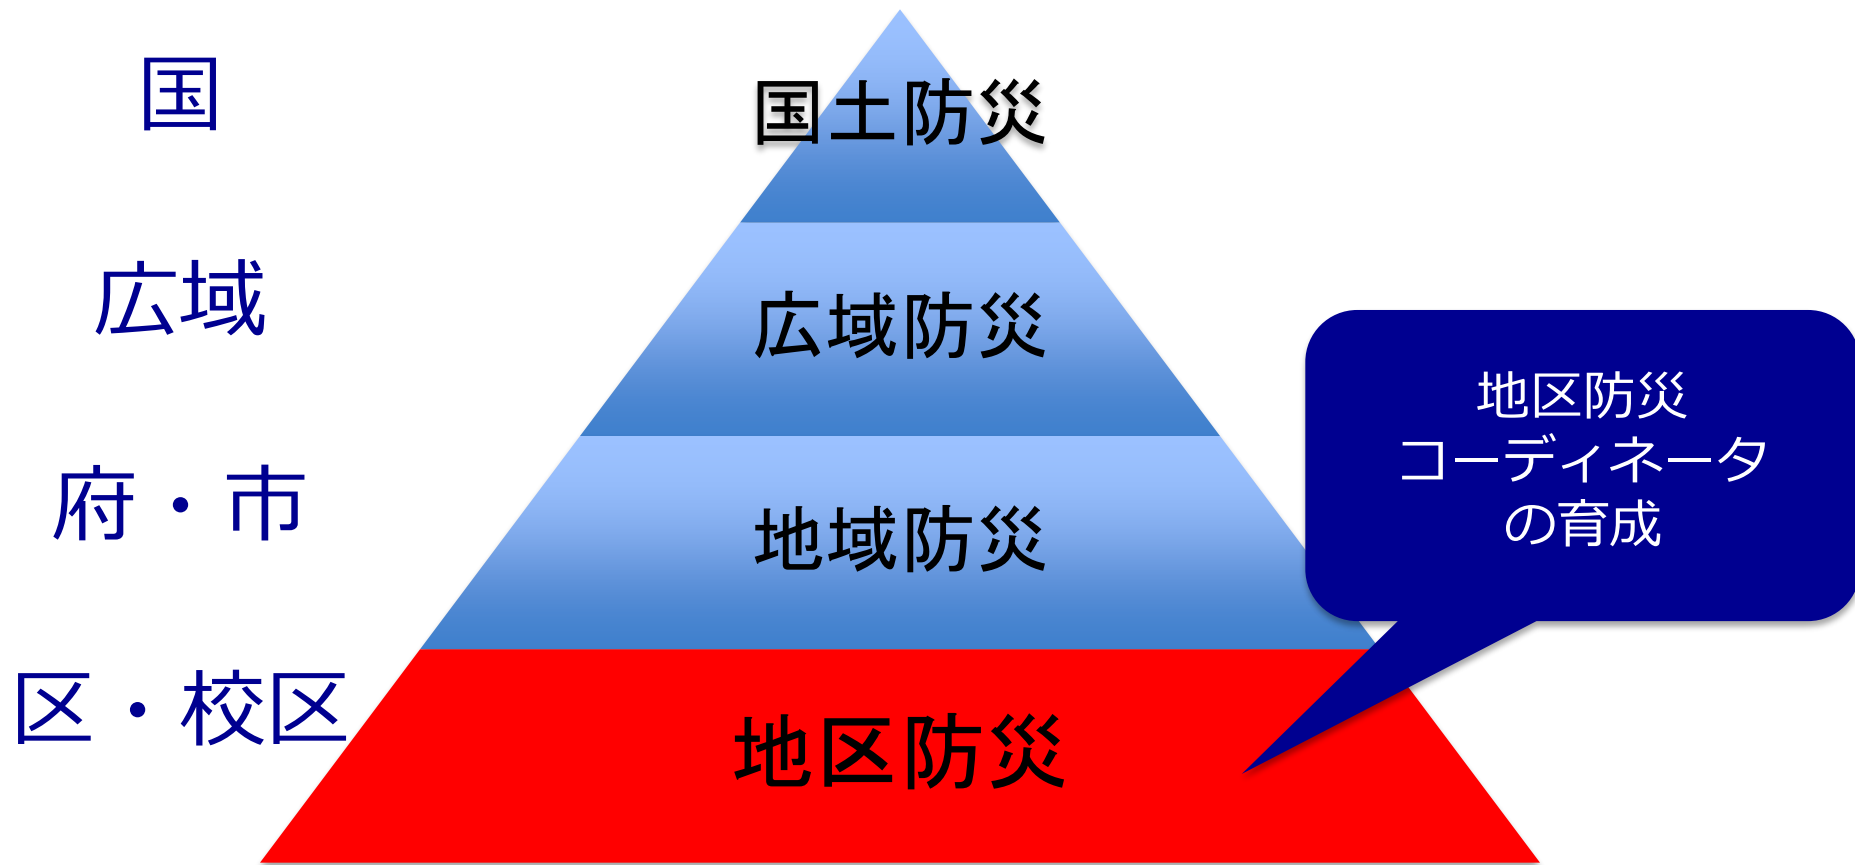 国
国土防災
広域
広域防災
地区防災
コーディネータ
の育成
府・市
地域防災
区・校区
地区防災